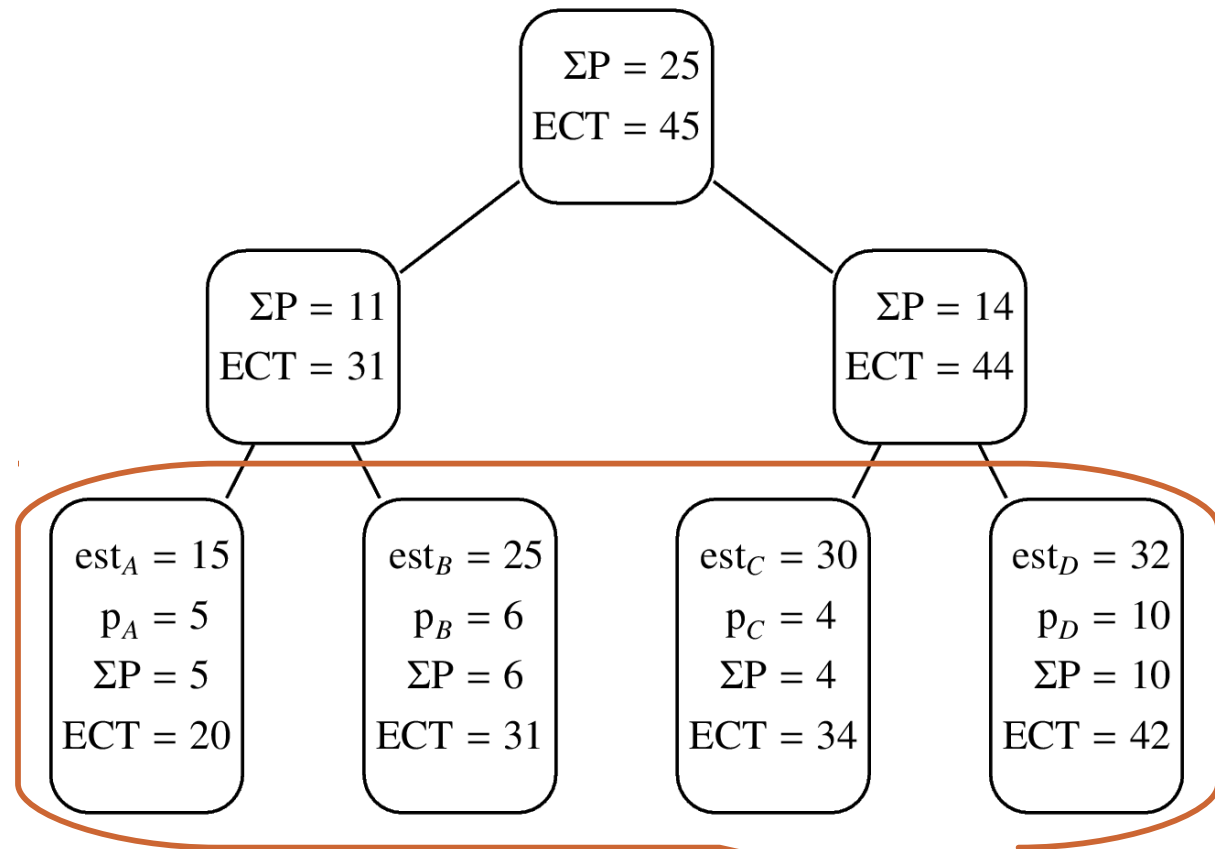 ΣP = 25
ECT = 45
ΣP = 11
ECT = 31
ΣP = 14
ECT = 44
est_A = 15
p_A = 5
ΣP = 5
ECT = 20
est_B = 25
p_B = 6
ΣP = 6
ECT = 31
est_C = 30
p_C = 4
ΣP = 4
ECT = 34
est_D = 32
p_D = 10
ΣP = 10
ECT = 42